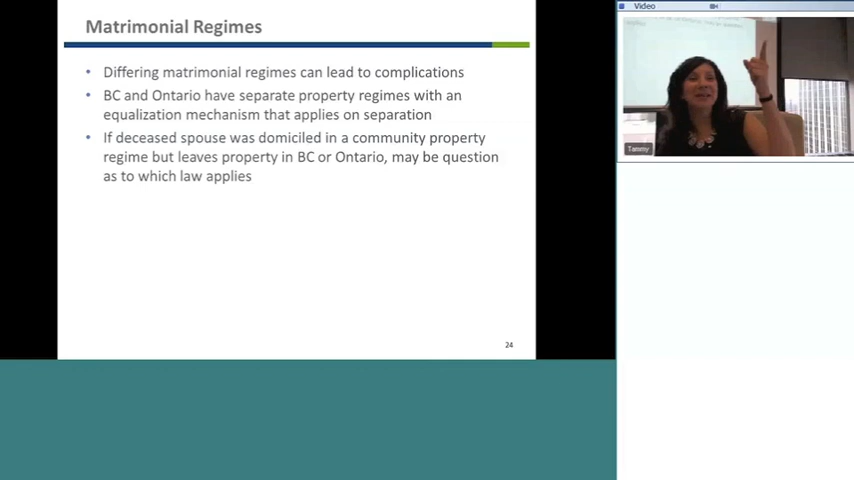 Matrimonial Regimes
• Differing matrimonial regimes can lead to complications
• BC and Ontario have separate property regimes with an
equalization mechanism that applies on separation
• If deceased spouse was domiciled in a community property
regime but leaves property in BC or Ontario, may be question
as to which law applies
24
Video
Tammy